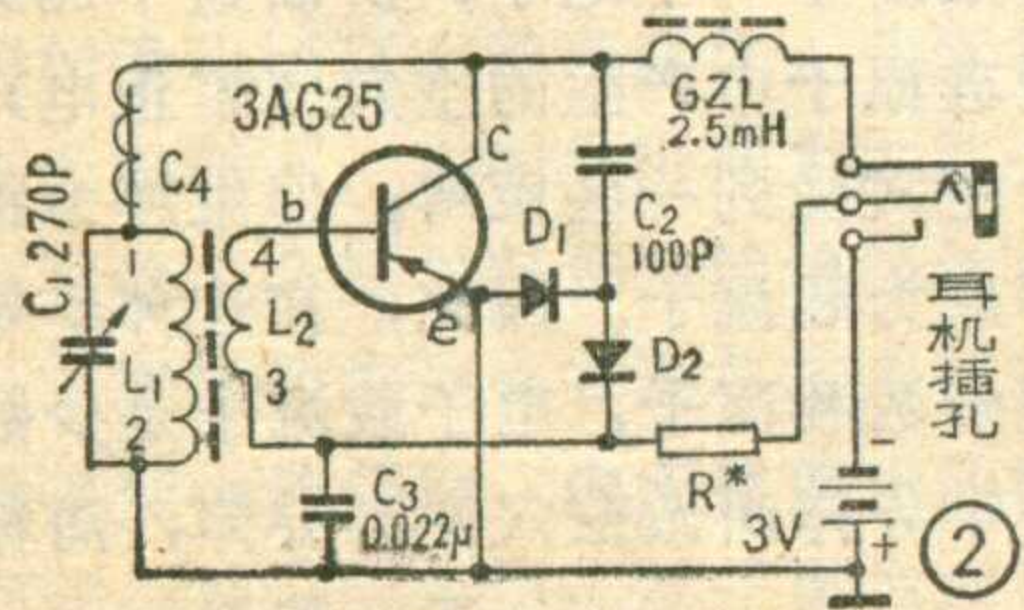 3AG25
GZL
2.5mH
C₁ 270P
C₄
b
c
e
D₁
C₂
100P
1
L₁
2
4
L₂
3
D₂
耳机插孔
C₃
0.022μ
R*
3V
-
+
②